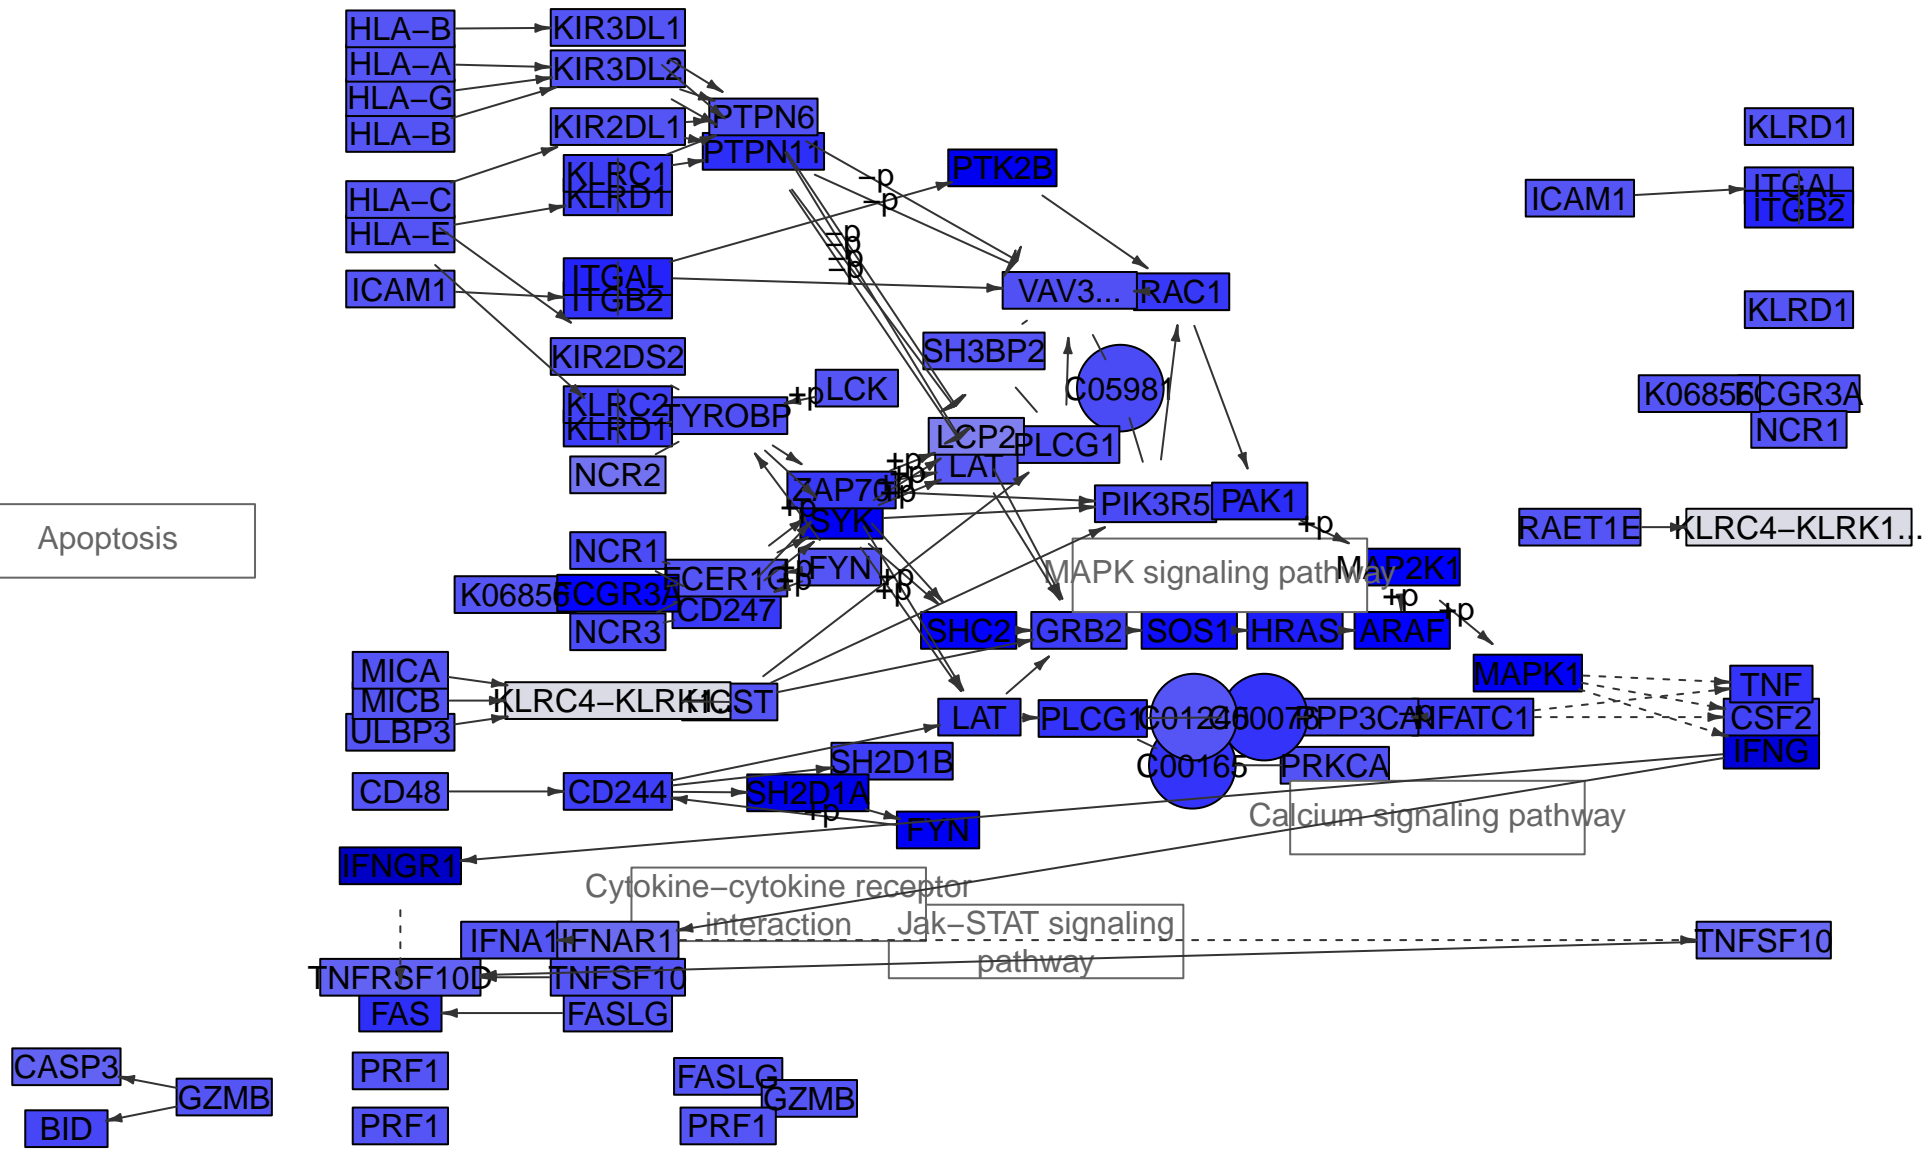 HLA−B
KIR3DL1
HLA−A
KIR3DL2
HLA−G
HLA−B
KIR2DL1
PTPN6
PTPN11
KLRC1
KLRD1
HLA−C
HLA−E
ICAM1
ITGAL
ITGB2
PTK2B
−p
−p
−p
−p
−p
−p
VAV3...
RAC1
KLRD1
ICAM1
ITGAL
ITGB2
KLRD1
KIR2DS2
SH3BP2
C05981
KLRC2
KLRD1
TYROBP
+p
LCK
K06856
FCGR3A
NCR1
NCR2
LCP2
LAT
PLCG1
ZAP70
SYK
+p
+p
+p
+p
+p
PIK3R5
PAK1
+p
Apoptosis
RAET1E
KLRC4−KLRK1...
NCR1
K06856
FCGR3A
NCR3
FCER1G
CD247
+p
+p
FYN
+p
+p
MAPK signaling pathway
MAP2K1
+p
+p
SHC2
GRB2
SOS1
HRAS
ARAF
MICA
MICB
ULBP3
KLRC4−KLRK1...
HCST
MAPK1
TNF
CSF2
IFNG
LAT
PLCG1
C01245
C00076
C00165
PPP3CA
NFATC1
PRKCA
CD48
CD244
SH2D1B
SH2D1A
+p
FYN
Calcium signaling pathway
IFNGR1
Cytokine−cytokine receptor
interaction
Jak−STAT signaling
pathway
IFNA1
IFNAR1
TNFSF10
TNFRSF10D
TNFSF10
FAS
FASLG
CASP3
GZMB
BID
PRF1
PRF1
FASLG
GZMB
PRF1